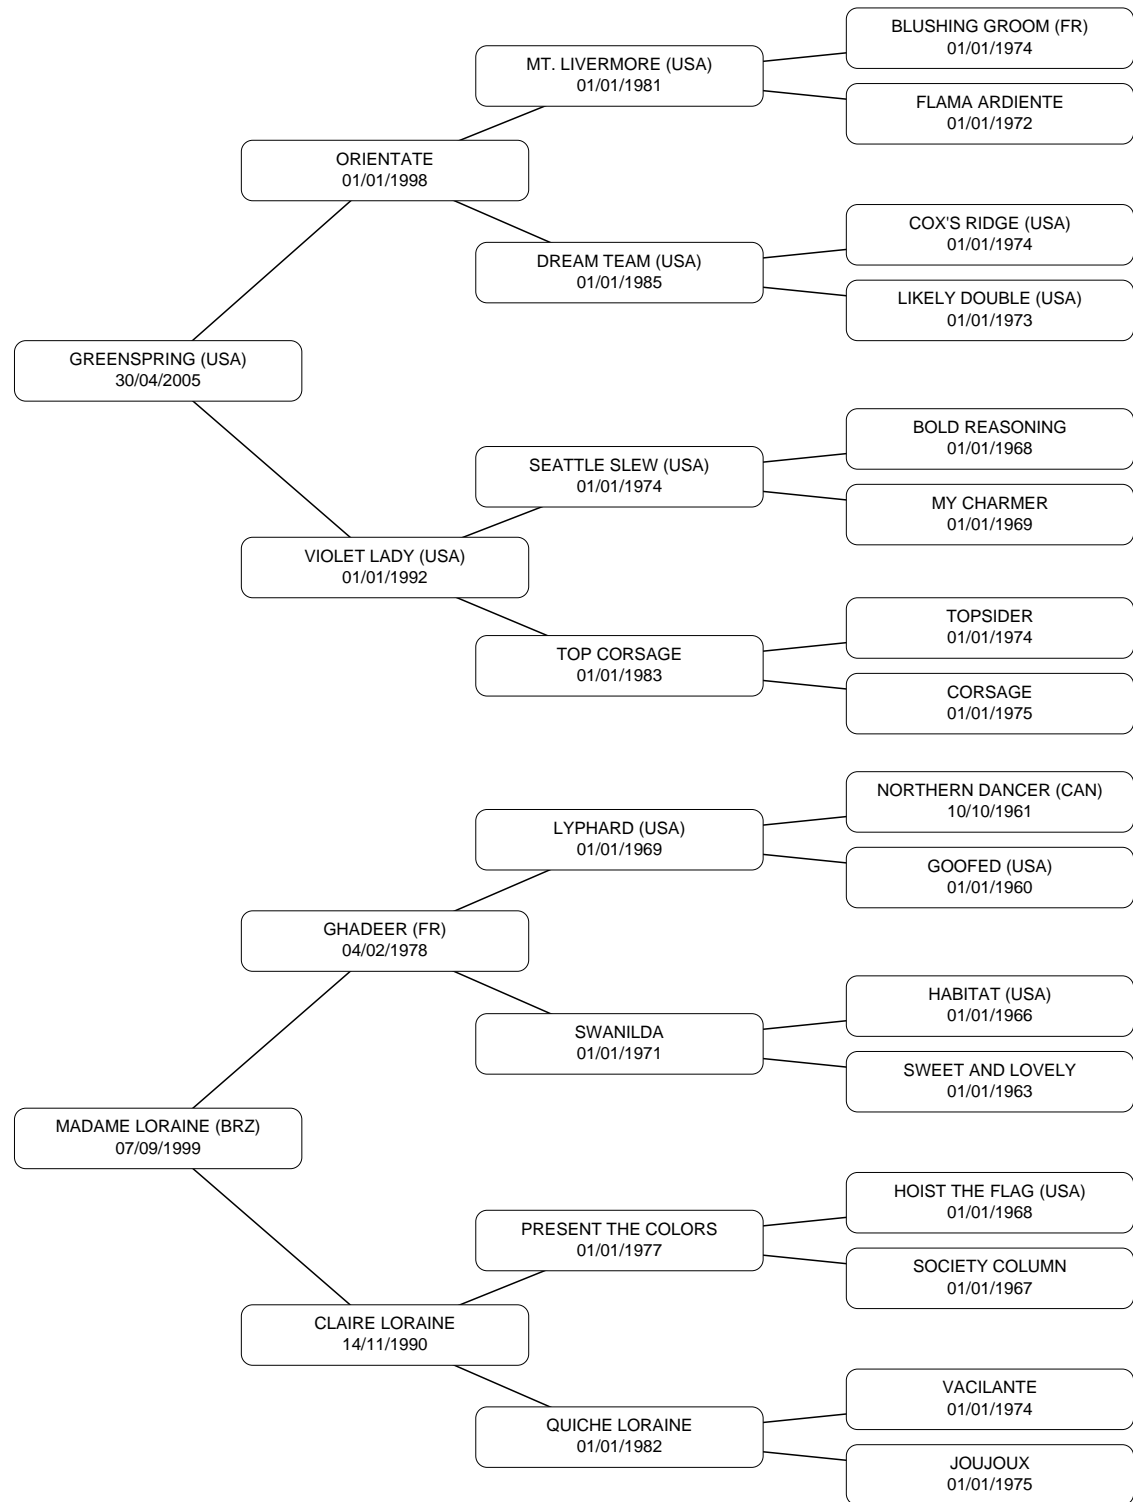 BLUSHING GROOM (FR)
01/01/1974
MT. LIVERMORE (USA)
01/01/1981
FLAMA ARDIENTE
01/01/1972
ORIENTATE
01/01/1998
COX'S RIDGE (USA)
01/01/1974
DREAM TEAM (USA)
01/01/1985
LIKELY DOUBLE (USA)
01/01/1973
GREENSPRING (USA)
30/04/2005
BOLD REASONING
01/01/1968
SEATTLE SLEW (USA)
01/01/1974
MY CHARMER
01/01/1969
VIOLET LADY (USA)
01/01/1992
TOPSIDER
01/01/1974
TOP CORSAGE
01/01/1983
CORSAGE
01/01/1975
NORTHERN DANCER (CAN)
10/10/1961
LYPHARD (USA)
01/01/1969
GOOFED (USA)
01/01/1960
GHADEER (FR)
04/02/1978
HABITAT (USA)
01/01/1966
SWANILDA
01/01/1971
SWEET AND LOVELY
01/01/1963
MADAME LORAINE (BRZ)
07/09/1999
HOIST THE FLAG (USA)
01/01/1968
PRESENT THE COLORS
01/01/1977
SOCIETY COLUMN
01/01/1967
CLAIRE LORAINE
14/11/1990
VACILANTE
01/01/1974
QUICHE LORAINE
01/01/1982
JOUJOUX
01/01/1975